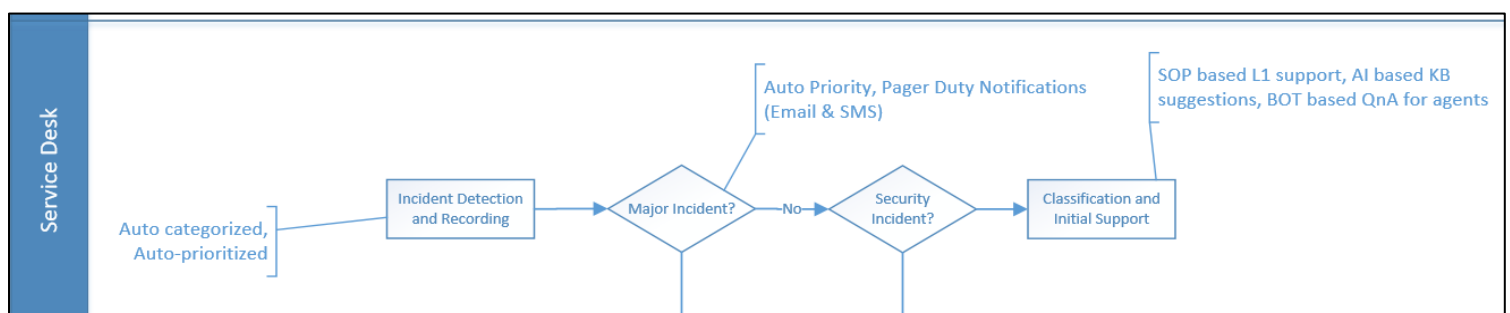 Service Desk
Auto categorized,
Auto-prioritized
Incident Detection
and Recording
Major Incident?
Auto Priority, Pager Duty Notifications
(Email & SMS)
No
Security
Incident?
Classification and
Initial Support
SOP based L1 support, AI based KB
suggestions, BOT based QnA for agents